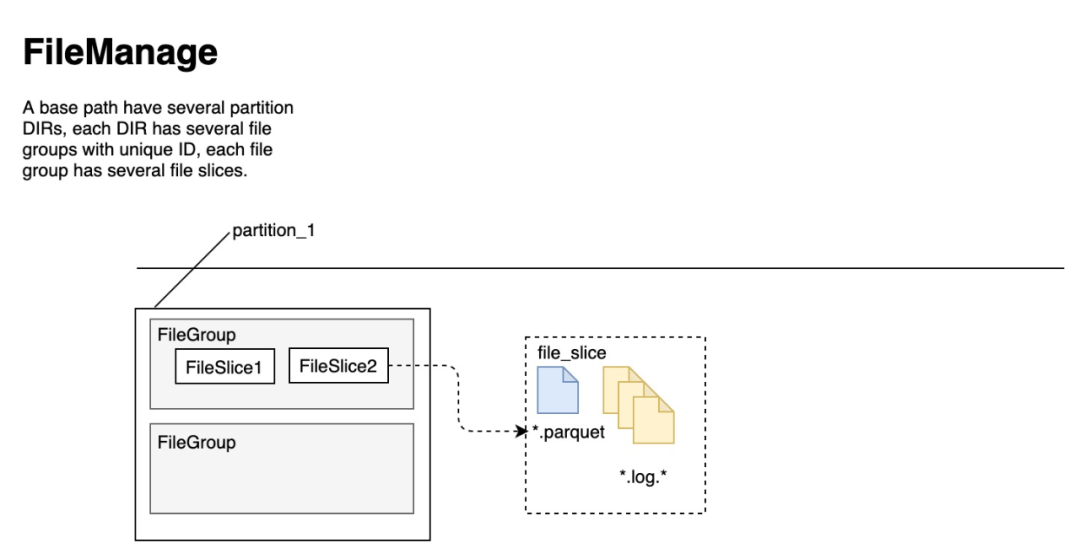 FileManage
A base path have several partition
DIRs, each DIR has several file
groups with unique ID, each file
group has several file slices.
partition_1
FileGroup
FileSlice1
FileSlice2
FileGroup
file_slice
*.parquet
*.log.*